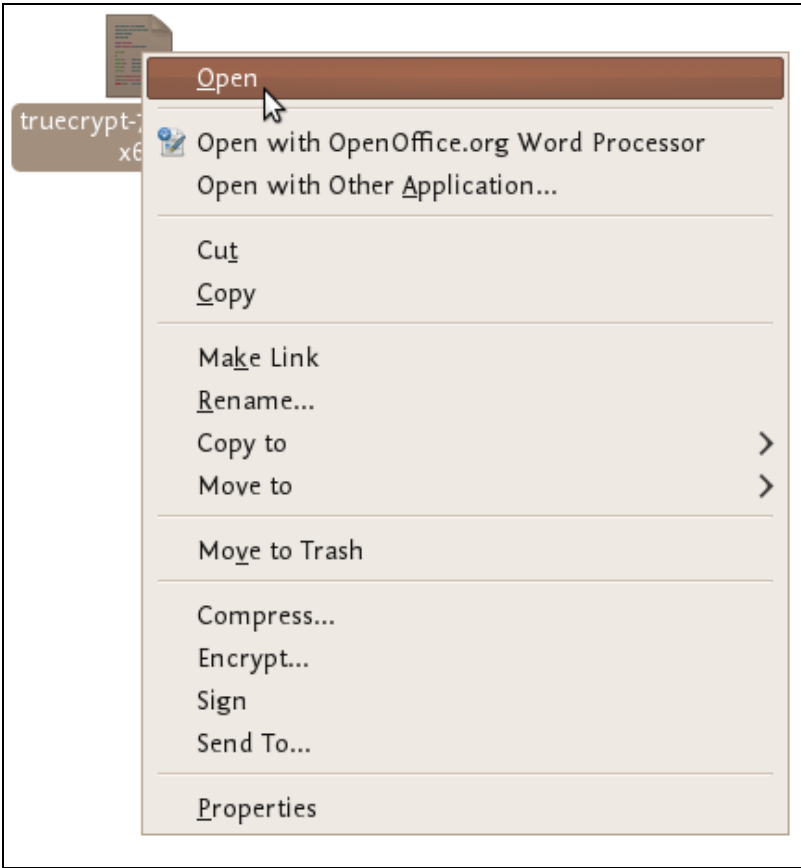 truecrypt-7
x6
Open
Open with OpenOffice.org Word Processor
Open with Other Application...
Cut
Copy
Make Link
Rename...
Copy to
Move to
Move to Trash
Compress...
Encrypt...
Sign
Send To...
Properties